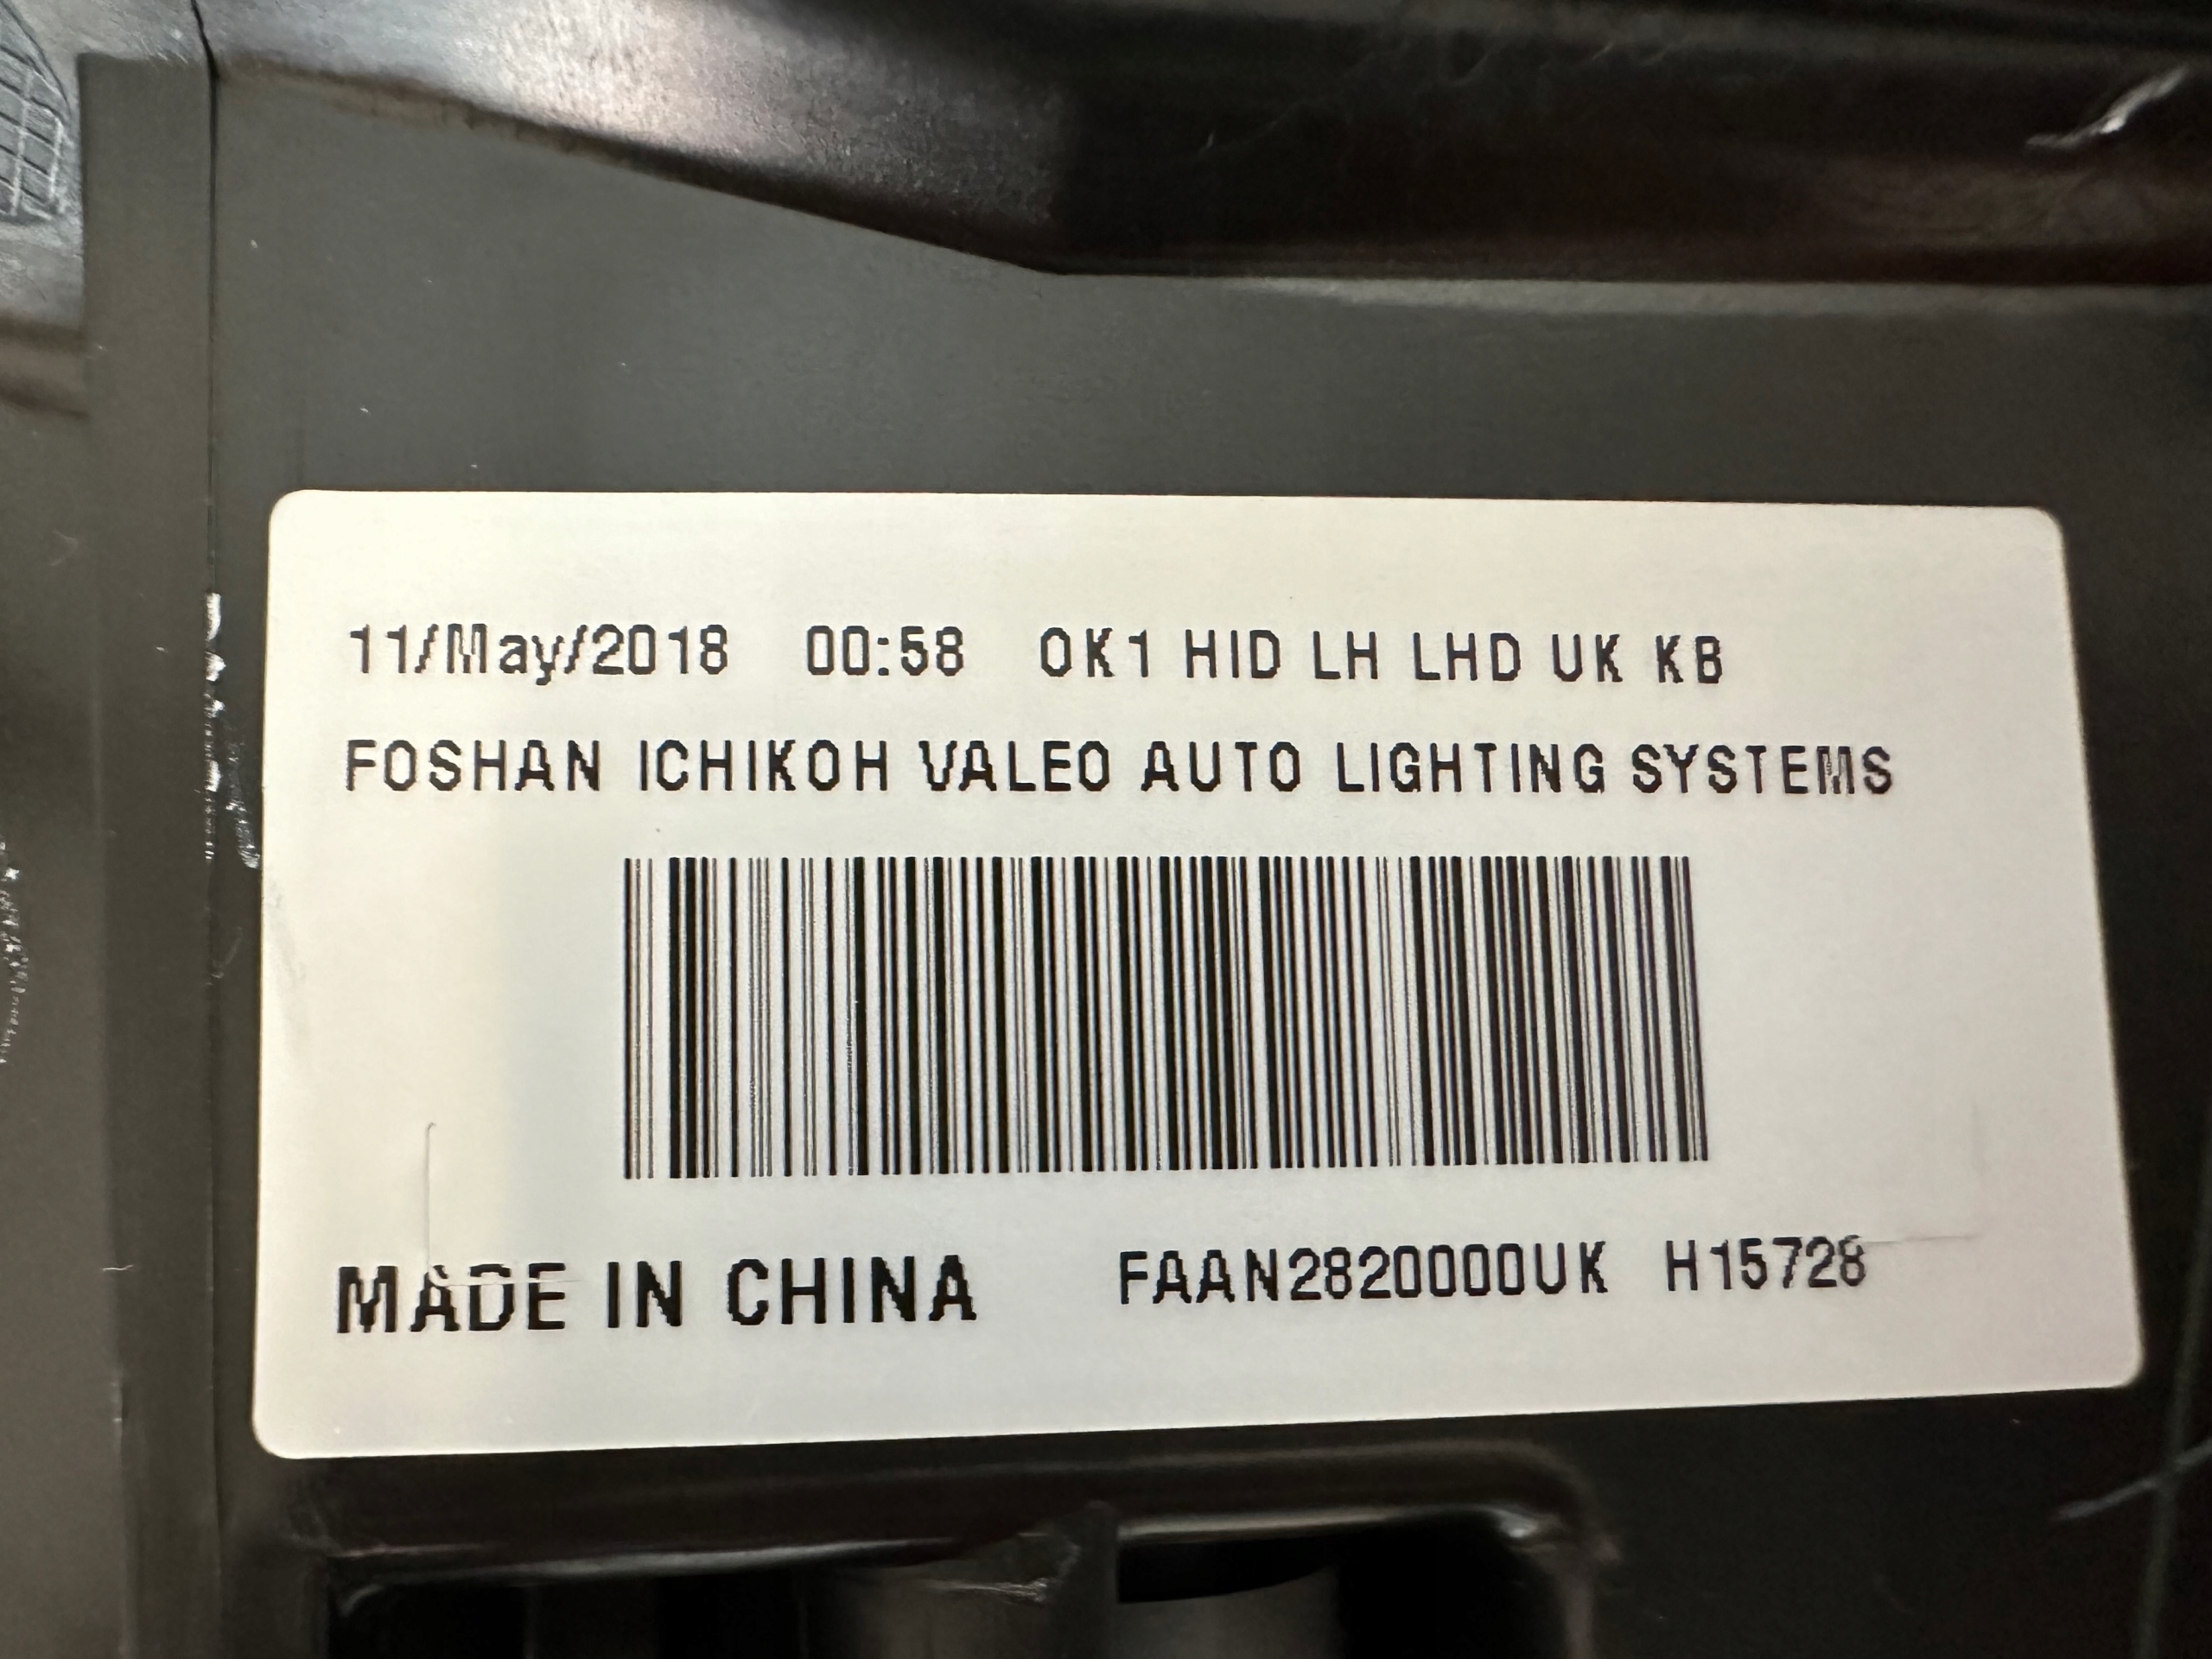 11/May/2018 00:58 OK1 HID LH LHD UK KB
FOSHAN ICHIKOH VALEO AUTO LIGHTING SYSTEMS
MADE IN CHINA FAAN2820000UK H15728